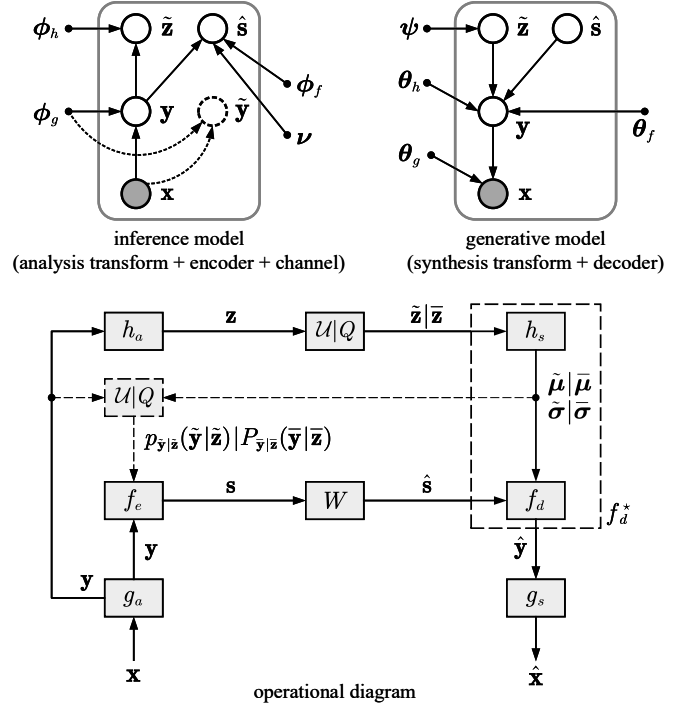 ϕ_h z̃ ŝ
ϕ_f
ϕ_g y ỹ
ν
x
inference model
(analysis transform + encoder + channel)
ψ z̃ ŝ
θ_h
y θ_f
θ_g
x
generative model
(synthesis transform + decoder)
h_a z U|Q z̃|z̄ h_s
U|Q μ̃|μ̄
σ̃|σ̄
p_ỹ|z̃(ỹ|z̃)|P_ȳ|z̄(ȳ|z̄)
f_e s W ŝ f_d
f_d^⋆
y ŷ
y g_a g_s
x x̂
operational diagram